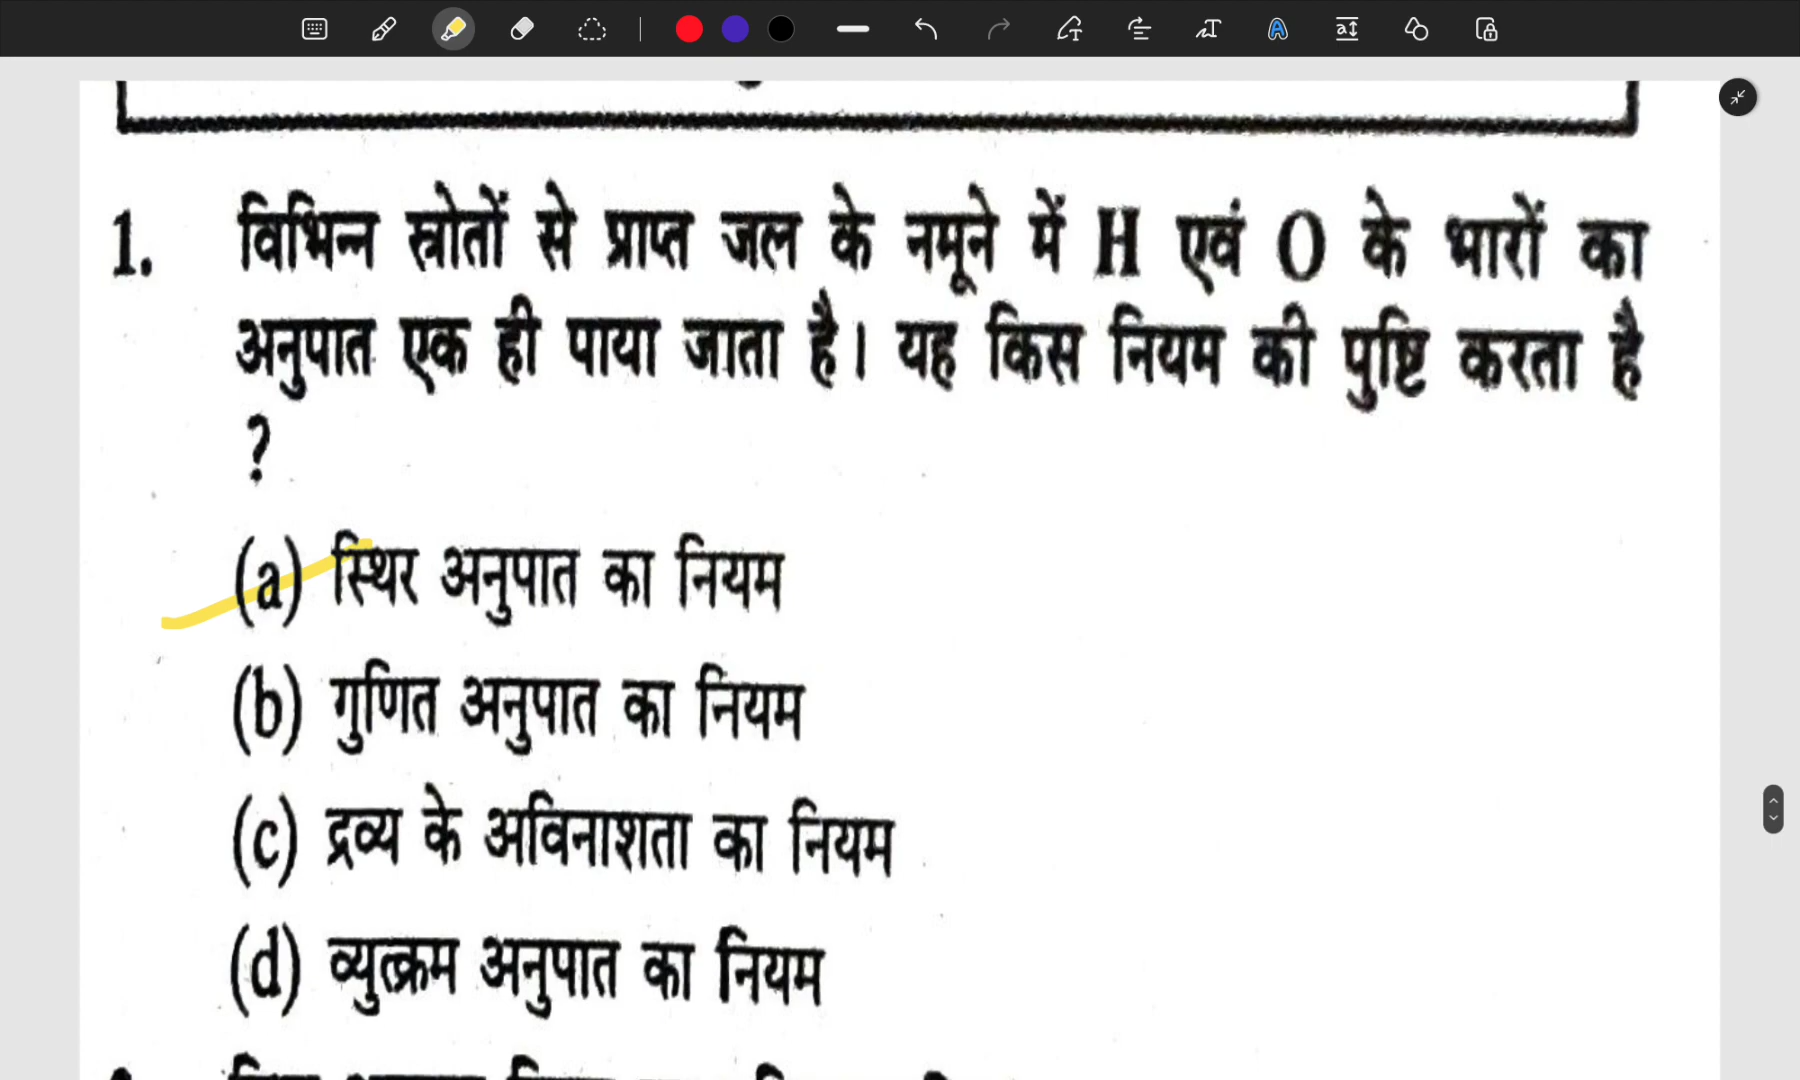 1. विभिन्न स्रोतों से प्राप्त जल के नमूने में H एवं O के भारों का
अनुपात एक ही पाया जाता है। यह किस नियम की पुष्टि करता है
?
(a) स्थिर अनुपात का नियम
(b) गुणित अनुपात का नियम
(c) द्रव्य के अविनाशता का नियम
(d) व्युत्क्रम अनुपात का नियम